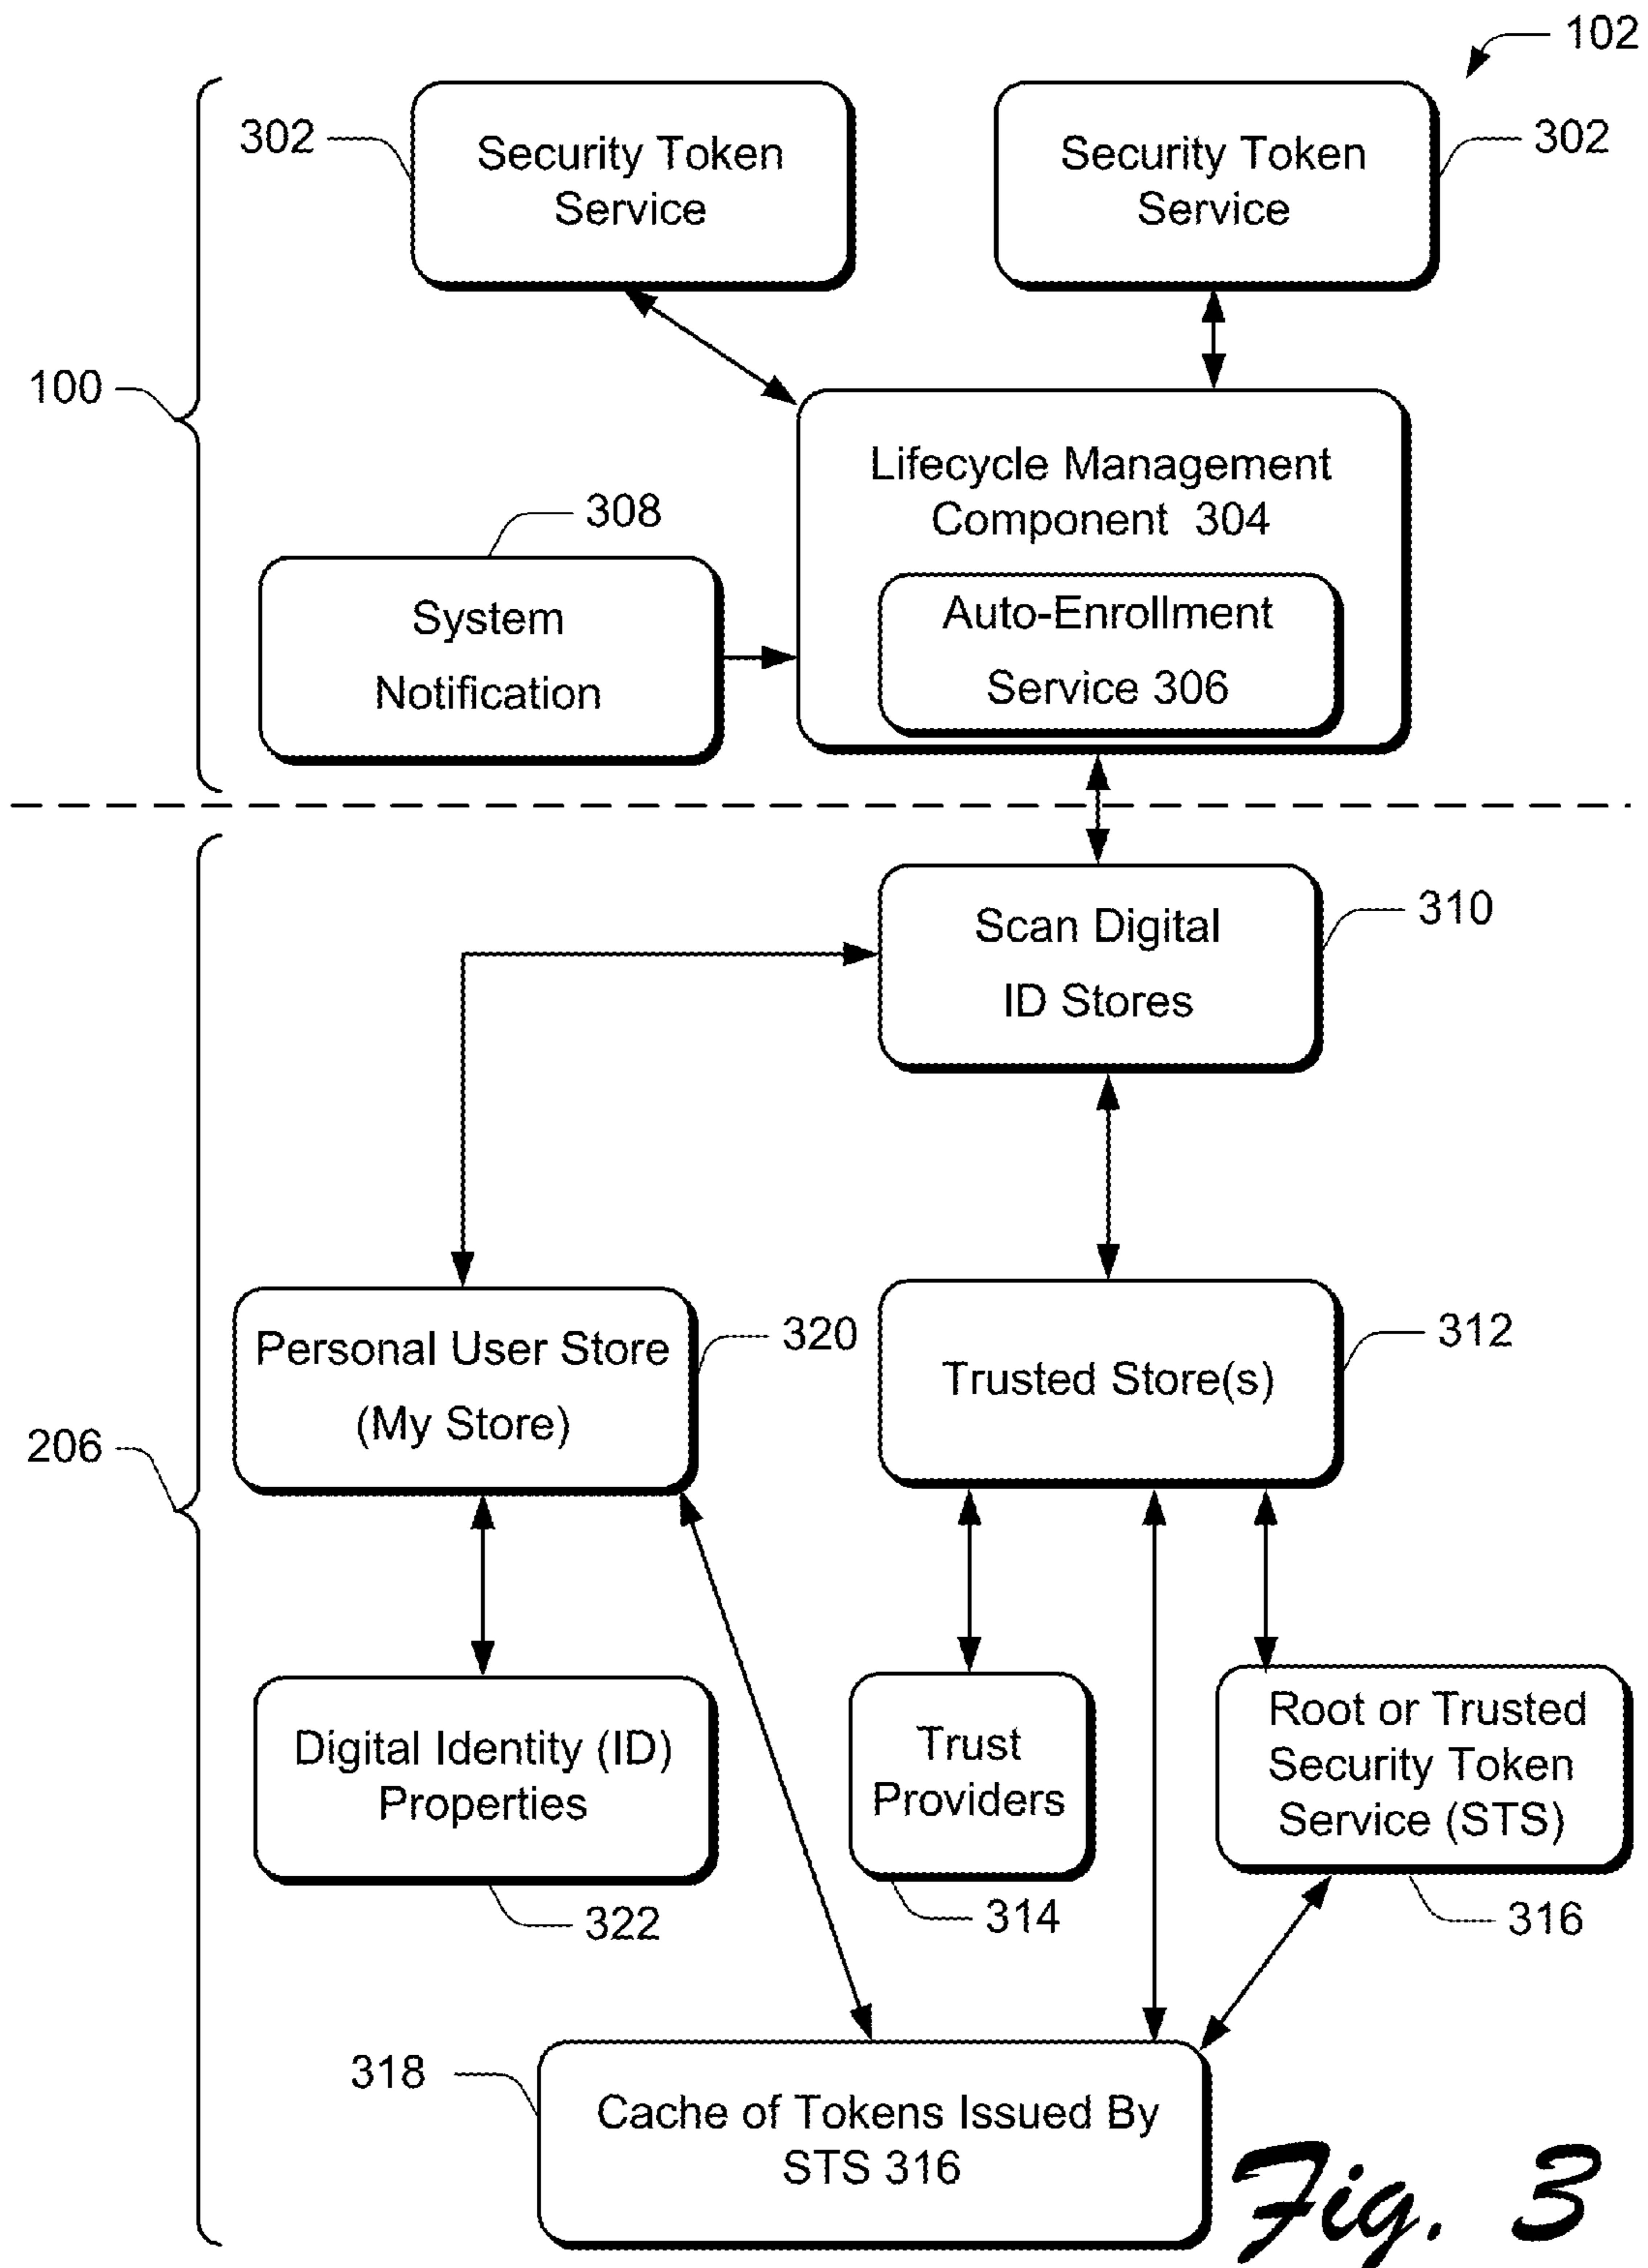 102
302
Security Token
Service
Security Token
Service
302
100
Lifecycle Management
Component 304
308
System
Notification
Auto-Enrollment
Service 306
Scan Digital
ID Stores
310
206
Personal User Store
(My Store)
320
Trusted Store(s)
312
Digital Identity (ID)
Properties
322
Trust
Providers
314
Root or Trusted
Security Token
Service (STS)
316
318
Cache of Tokens Issued By
STS 316
Fig. 3